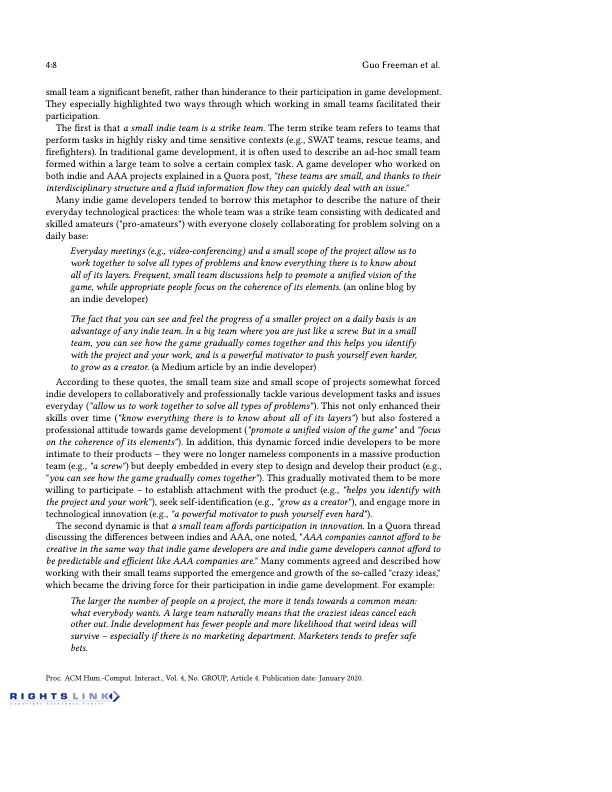 4:8
Guo Freeman et al.
small team a significant benefit, rather than hinderance to their participation in game development.
They especially highlighted two ways through which working in small teams facilitated their
participation.
The first is that a small indie team is a strike team. The term strike team refers to teams that
perform tasks in highly risky and time sensitive contexts (e.g., SWAT teams, rescue teams, and
firefighters). In traditional game development, it is often used to describe an ad-hoc small team
formed within a large team to solve a certain complex task. A game developer who worked on
both indie and AAA projects explained in a Quora post, "these teams are small, and thanks to their
interdisciplinary structure and a fluid information flow they can quickly deal with an issue."
Many indie game developers tended to borrow this metaphor to describe the nature of their
everyday technological practices: the whole team was a strike team consisting with dedicated and
skilled amateurs ("pro-amateurs") with everyone closely collaborating for problem solving on a
daily base:
Everyday meetings (e.g., video-conferencing) and a small scope of the project allow us to
work together to solve all types of problems and know everything there is to know about
all of its layers. Frequent, small team discussions help to promote a unified vision of the
game, while appropriate people focus on the coherence of its elements. (an online blog by
an indie developer)
The fact that you can see and feel the progress of a smaller project on a daily basis is an
advantage of any indie team. In a big team where you are just like a screw. But in a small
team, you can see how the game gradually comes together and this helps you identify
with the project and your work, and is a powerful motivator to push yourself even harder,
to grow as a creator. (a Medium article by an indie developer)
According to these quotes, the small team size and small scope of projects somewhat forced
indie developers to collaboratively and professionally tackle various development tasks and issues
everyday ("allow us to work together to solve all types of problems"). This not only enhanced their
skills over time ("know everything there is to know about all of its layers") but also fostered a
professional attitude towards game development ("promote a unified vision of the game" and "focus
on the coherence of its elements"). In addition, this dynamic forced indie developers to be more
intimate to their products – they were no longer nameless components in a massive production
team (e.g., "a screw") but deeply embedded in every step to design and develop their product (e.g.,
"you can see how the game gradually comes together"). This gradually motivated them to be more
willing to participate – to establish attachment with the product (e.g., "helps you identify with
the project and your work"), seek self-identification (e.g., "grow as a creator"), and engage more in
technological innovation (e.g., "a powerful motivator to push yourself even hard").
The second dynamic is that a small team affords participation in innovation. In a Quora thread
discussing the differences between indies and AAA, one noted, "AAA companies cannot afford to be
creative in the same way that indie game developers are and indie game developers cannot afford to
be predictable and efficient like AAA companies are." Many comments agreed and described how
working with their small teams supported the emergence and growth of the so-called "crazy ideas,"
which became the driving force for their participation in indie game development. For example:
The larger the number of people on a project, the more it tends towards a common mean:
what everybody wants. A large team naturally means that the craziest ideas cancel each
other out. Indie development has fewer people and more likelihood that weird ideas will
survive – especially if there is no marketing department. Marketers tends to prefer safe
bets.
Proc. ACM Hum.-Comput. Interact., Vol. 4, No. GROUP, Article 4. Publication date: January 2020.
RIGHTSLINK
Copyright Clearance Center